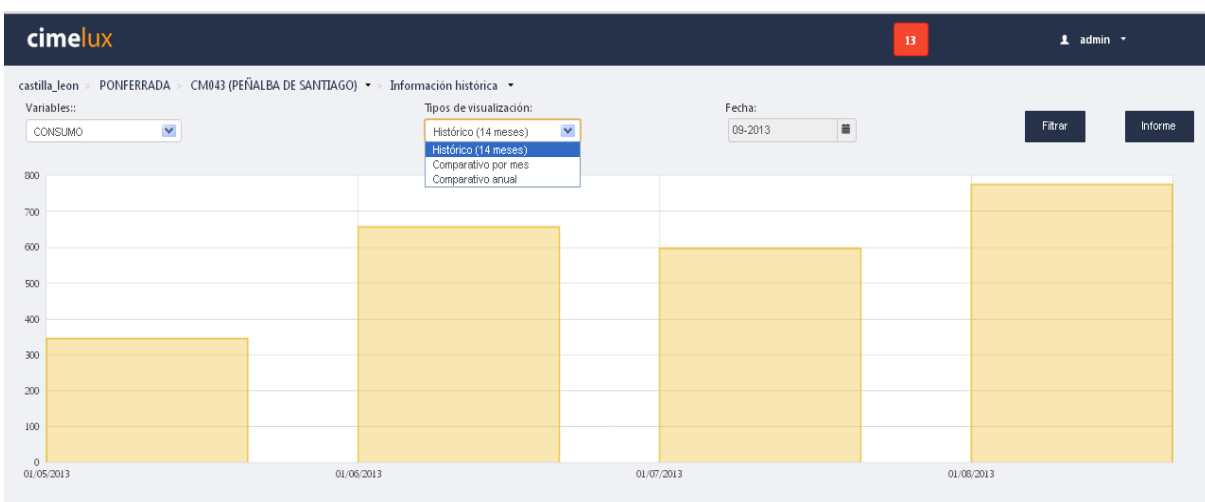 cimelux
13
admin
castilla_leon > PONFERRADA > CM043 (PEÑALBA DE SANTIAGO) > Información histórica
Variables::
Tipos de visualización:
Fecha:
CONSUMO
Histórico (14 meses)
09-2013
Filtrar
Informe
Histórico (14 meses)
Comparativo por mes
Comparativo anual
800
700
600
500
400
300
200
100
0
01/05/2013
01/06/2013
01/07/2013
01/08/2013